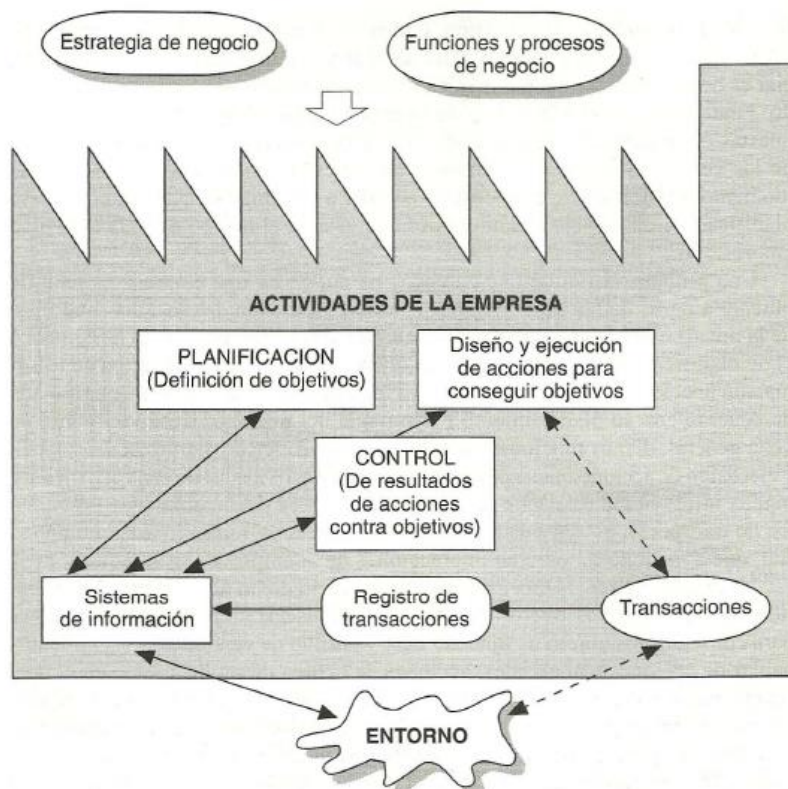 Estrategia de negocio
Funciones y procesos
de negocio
ACTIVIDADES DE LA EMPRESA
PLANIFICACION
(Definición de objetivos)
Diseño y ejecución
de acciones para
conseguir objetivos
CONTROL
(De resultados
de acciones
contra objetivos)
Sistemas
de información
Registro de
transacciones
Transacciones
ENTORNO